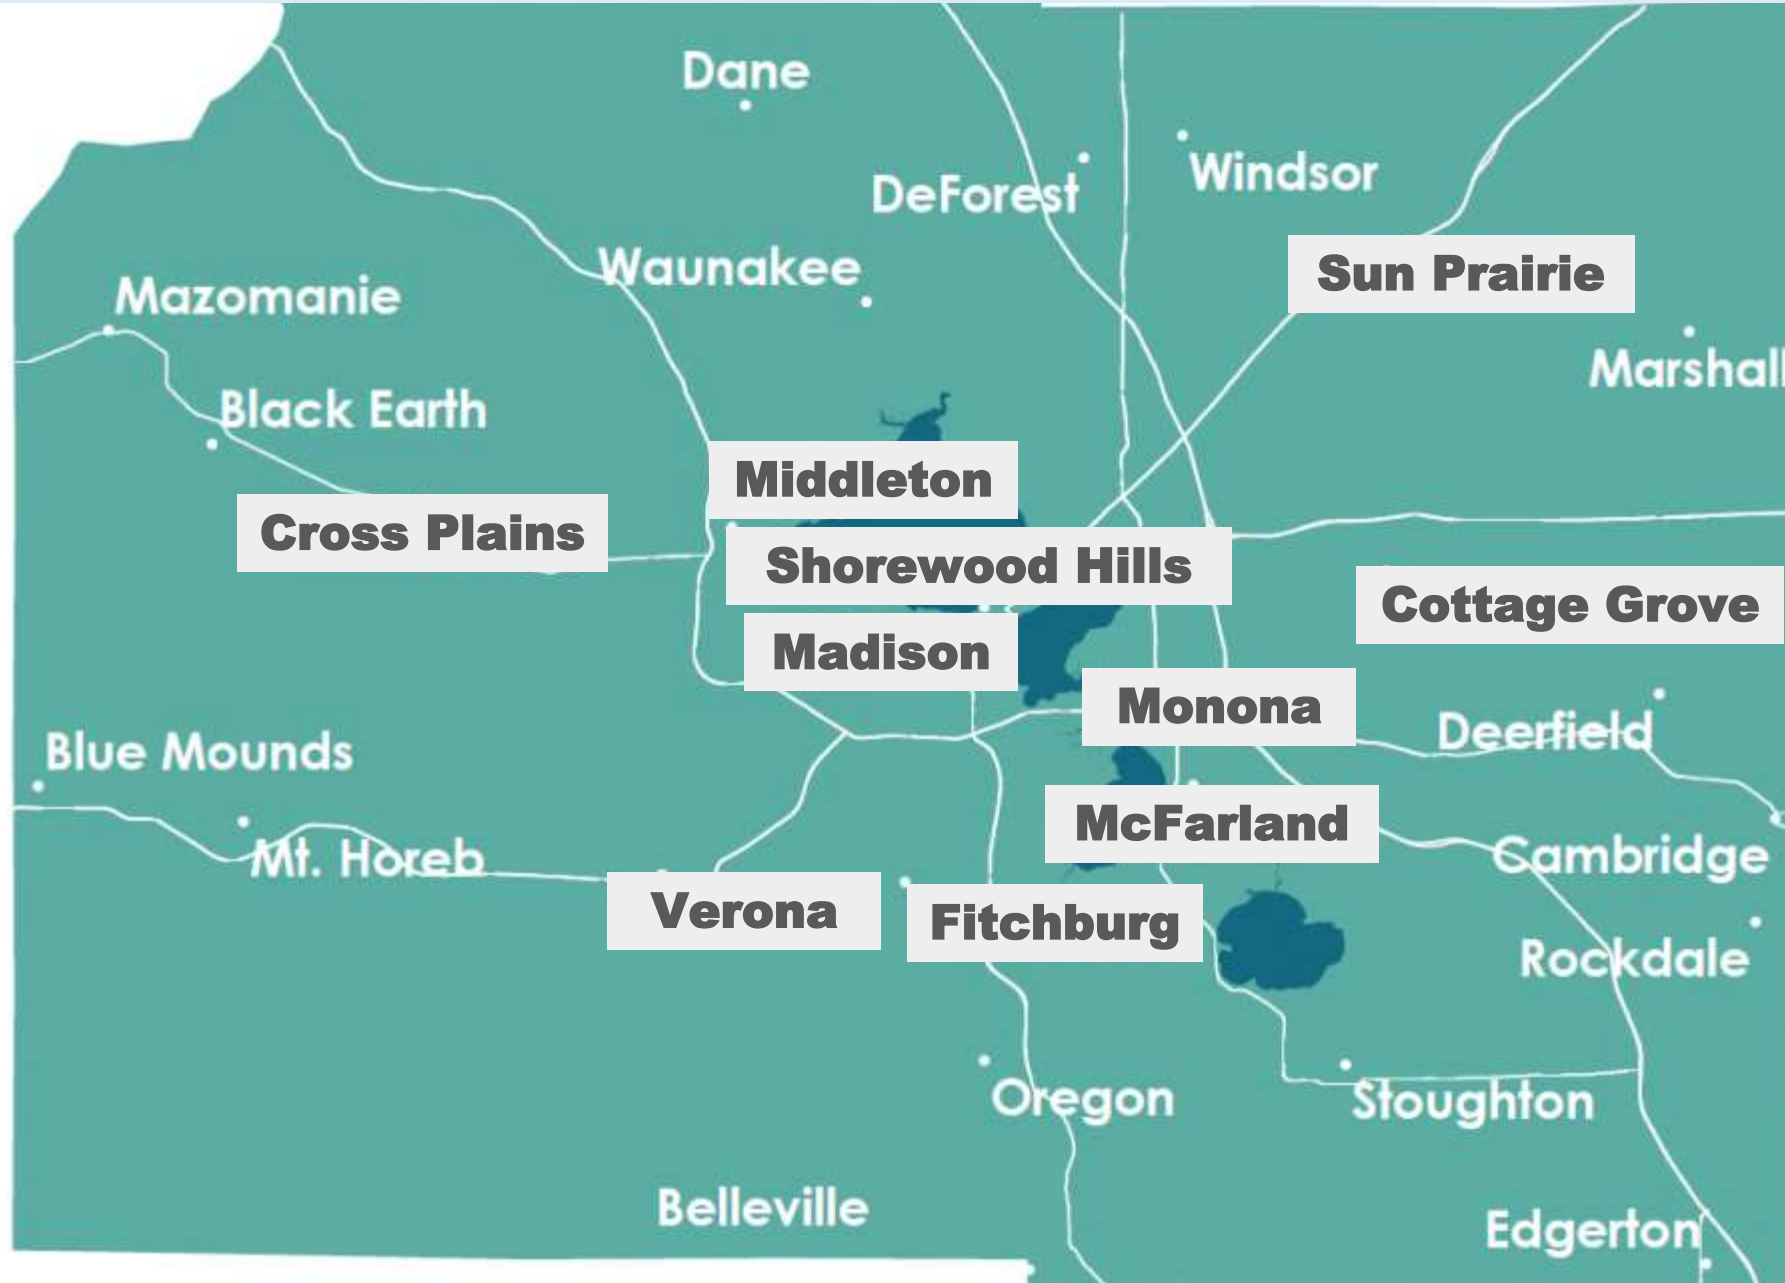 Dane
Windsor
DeForest
Waunakee
Sun Prairie
Mazomanie
Marshall
Black Earth
Middleton
Cross Plains
Shorewood Hills
Cottage Grove
Madison
Monona
Deerfield
Blue Mounds
McFarland
Mt. Horeb
Cambridge
Verona
Fitchburg
Rockdale
Oregon
Stoughton
Belleville
Edgerton